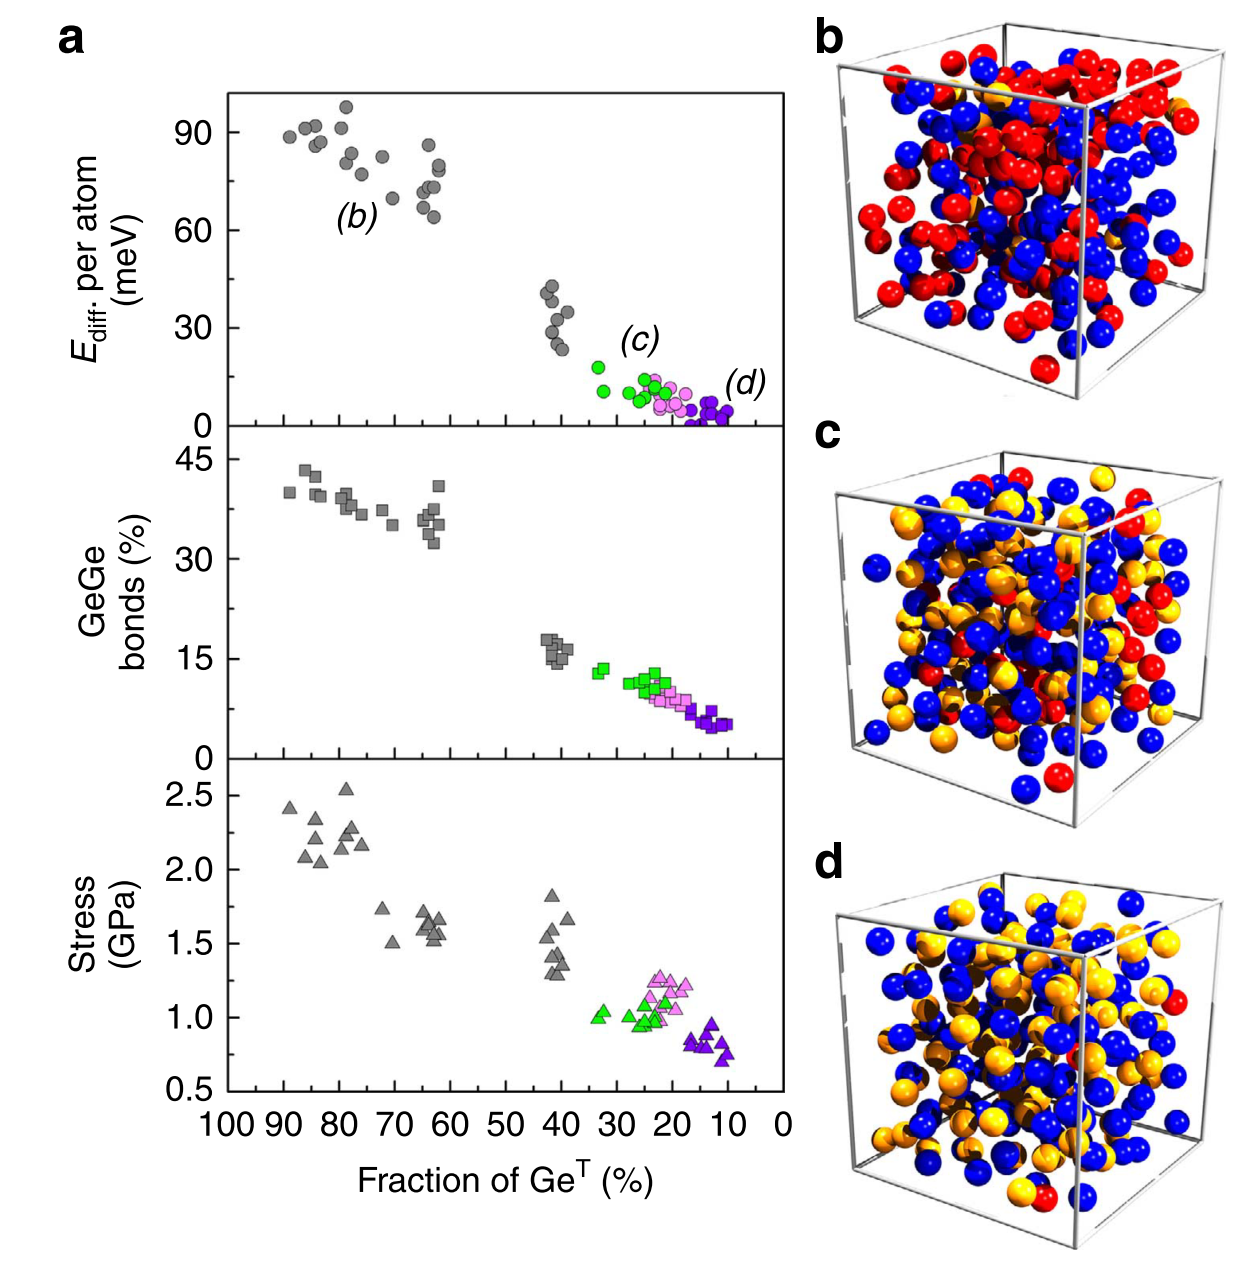 a
E_diff. per atom
(meV)
90
60
30
0
(b)
(c)
(d)
GeGe
bonds (%)
45
30
15
0
Stress
(GPa)
2.5
2.0
1.5
1.0
0.5
100 90 80 70 60 50 40 30 20 10 0
Fraction of Ge^T (%)
b
c
d